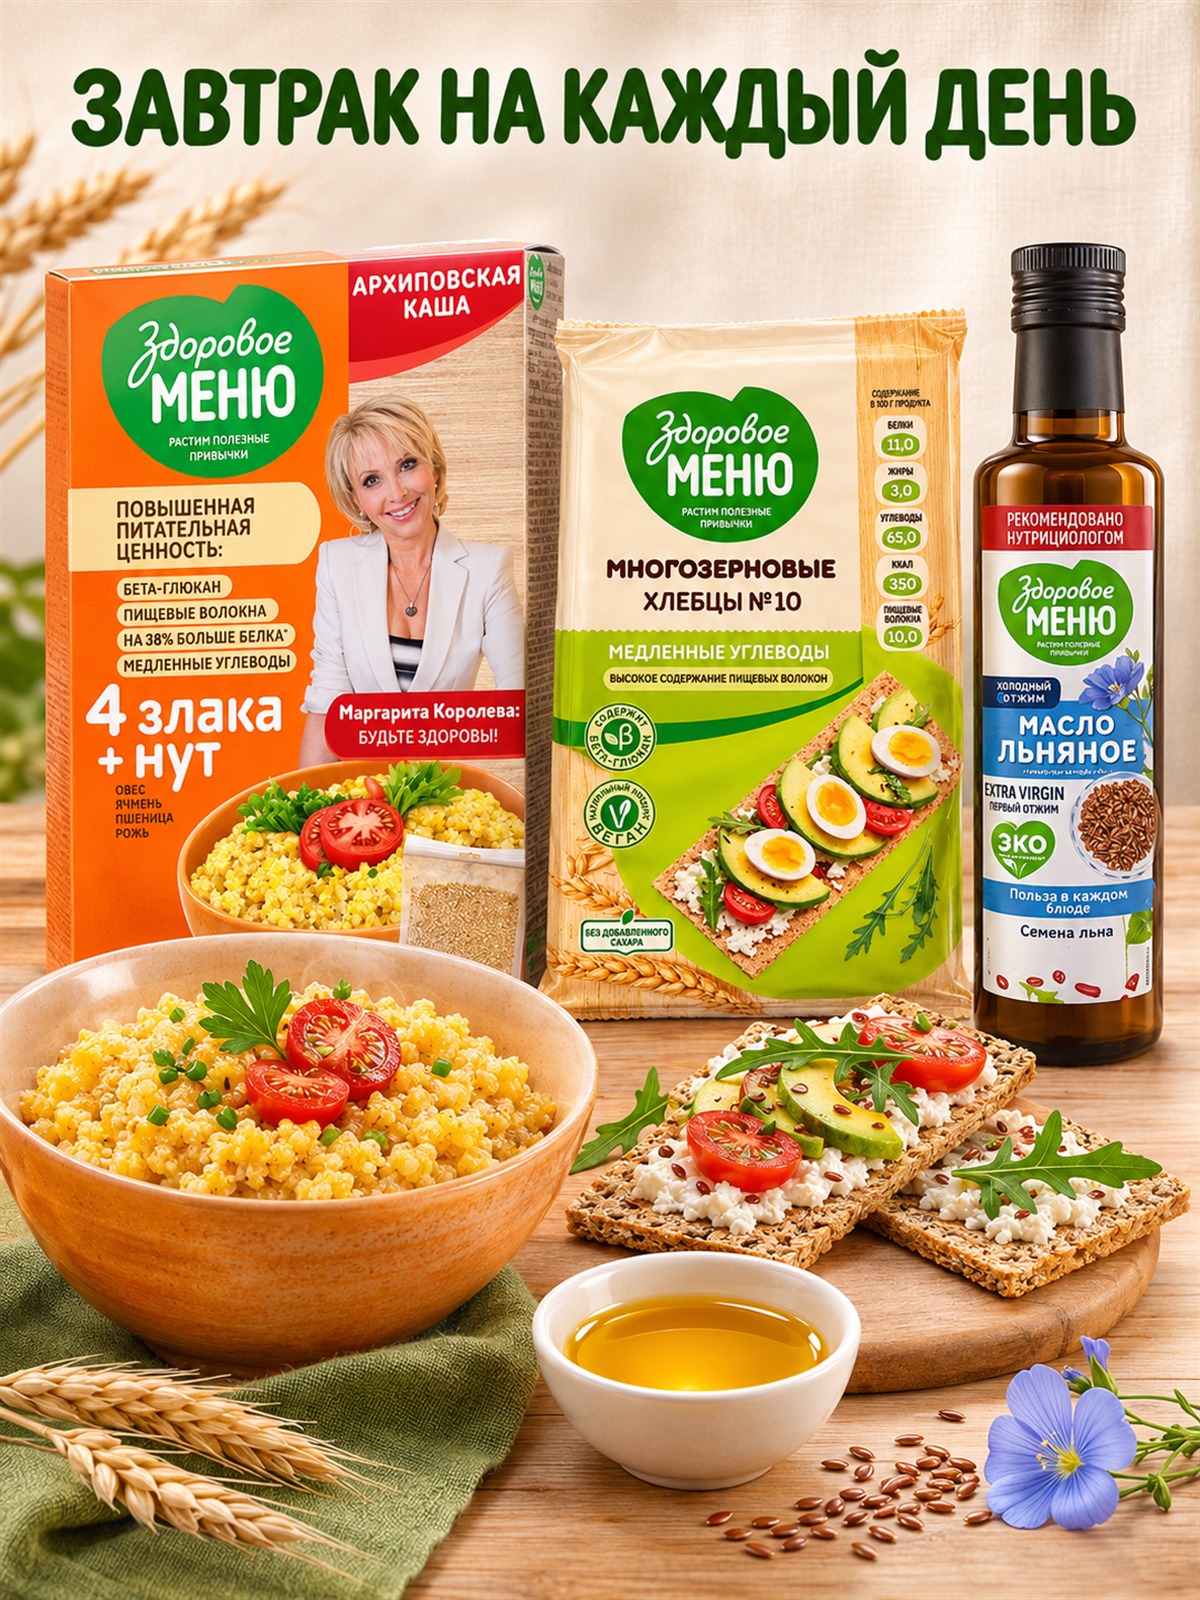 ЗАВТРАК НА КАЖДЫЙ ДЕНЬ
АРХИПОВСКАЯ
КАША
Здоровое
МЕНЮ
РАСТИМ ПОЛЕЗНЫЕ
ПРИВЫЧКИ
ПОВЫШЕННАЯ
ПИТАТЕЛЬНАЯ
ЦЕННОСТЬ:
БЕТА-ГЛЮКАН
ПИЩЕВЫЕ ВОЛОКНА
НА 38% БОЛЬШЕ БЕЛКА*
МЕДЛЕННЫЕ УГЛЕВОДЫ
4 злака
+ нут
ОВЕС
ЯЧМЕНЬ
ПШЕНИЦА
РОЖЬ
Маргарита Королева:
БУДЬТЕ ЗДОРОВЫ!
Здоровое
МЕНЮ
РАСТИМ ПОЛЕЗНЫЕ
ПРИВЫЧКИ
МНОГОЗЕРНОВЫЕ
ХЛЕБЦЫ №10
МЕДЛЕННЫЕ УГЛЕВОДЫ
ВЫСОКОЕ СОДЕРЖАНИЕ ПИЩЕВЫХ ВОЛОКОН
СОДЕРЖАНИЕ
В 100 Г ПРОДУКТА
БЕЛКИ
11,0
ЖИРЫ
3,0
УГЛЕВОДЫ
65,0
ККАЛ
350
ПИЩЕВЫЕ
ВОЛОКНА
10,0
СОДЕРЖИТ
β
БЕТА-ГЛЮКАН
ВЕГАН
БЕЗ ДОБАВЛЕННОГО
САХАРА
РЕКОМЕНДОВАНО
НУТРИЦИОЛОГОМ
Здоровое
МЕНЮ
РАСТИМ ПОЛЕЗНЫЕ
ПРИВЫЧКИ
ХОЛОДНЫЙ
ОТЖИМ
МАСЛО
ЛЬНЯНОЕ
EXTRA VIRGIN
ПЕРВЫЙ ОТЖИМ
ЭКО
Польза в каждом
блюде
Семена льна